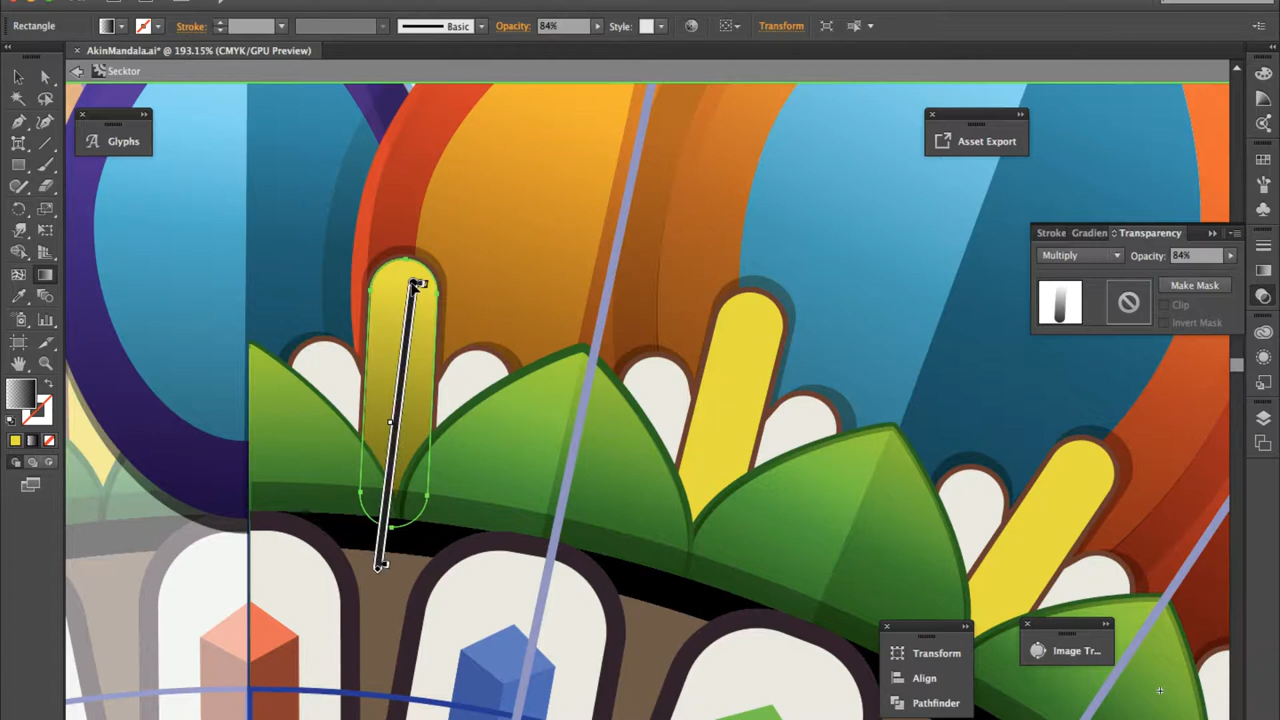 Rectangle
Stroke:
Basic
Opacity: 84%
Style:
Transform
× AkinMandala.ai* @ 193.15% (CMYK/GPU Preview)
Secktor
Glyphs
Asset Export
Stroke Gradien Transparency
Multiply Opacity: 84%
Make Mask
Clip
Invert Mask
Transform
Align
Pathfinder
Image Tr...